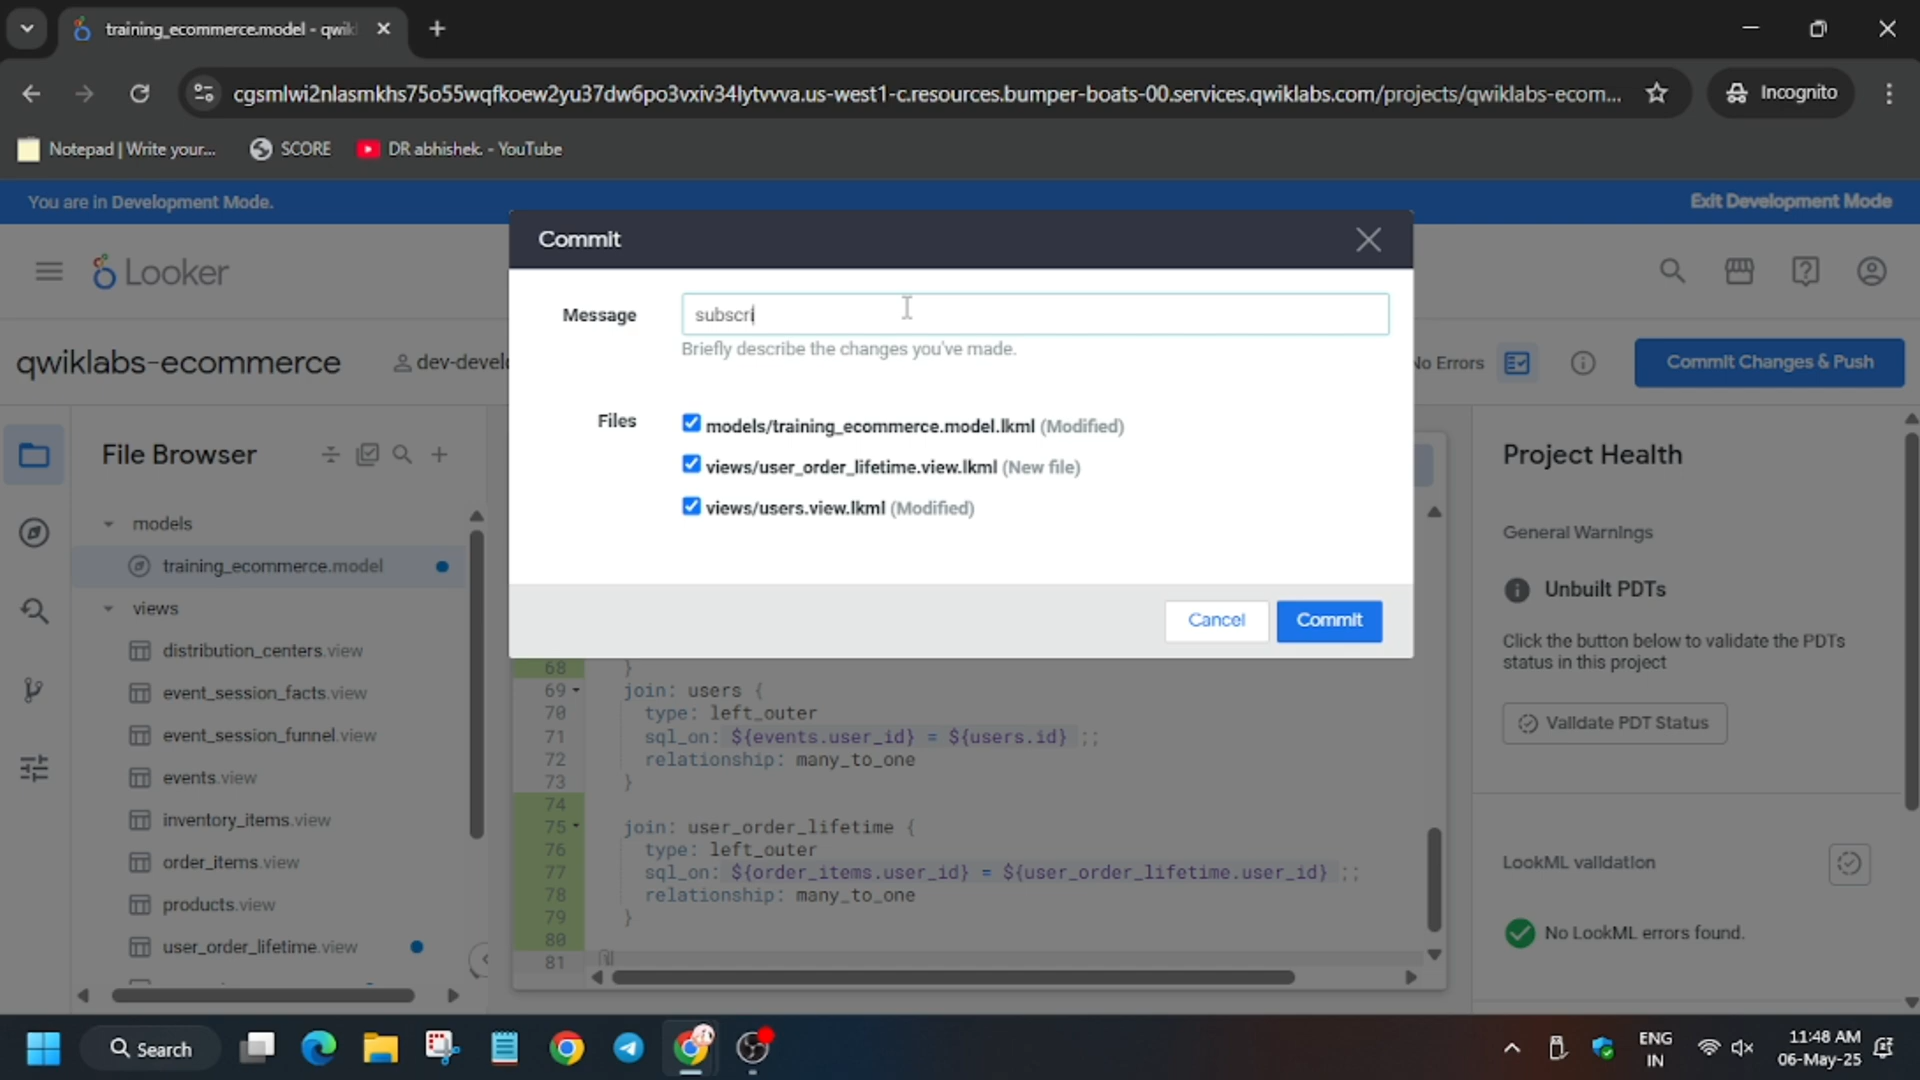 training_ecommerce.model - qwik
cgsmlwi2nlasmkhs75o55wqfkoew2yu37dw6po3vxiv34lytvvva.us-west1-c.resources.bumper-boats-00.services.qwiklabs.com/projects/qwiklabs-ecom...
Incognito
Notepad | Write your...
SCORE
DR abhishek. - YouTube
You are in Development Mode.
Exit Development Mode
Looker
Commit
Message
subscri
Briefly describe the changes you've made.
Files
models/training_ecommerce.model.lkml (Modified)
views/user_order_lifetime.view.lkml (New file)
views/users.view.lkml (Modified)
Cancel
Commit
qwiklabs-ecommerce
dev-devel
No Errors
Commit Changes & Push
File Browser
models
training_ecommerce.model
views
distribution_centers.view
event_session_facts.view
event_session_funnel.view
events.view
inventory_items.view
order_items.view
products.view
user_order_lifetime.view
68 }
69 join: users {
70 type: left_outer
71 sql_on: ${events.user_id} = ${users.id} ;;
72 relationship: many_to_one
73 }
74
75 join: user_order_lifetime {
76 type: left_outer
77 sql_on: ${order_items.user_id} = ${user_order_lifetime.user_id} ;;
78 relationship: many_to_one
79 }
80
81
Project Health
General Warnings
Unbuilt PDTs
Click the button below to validate the PDTs
status in this project
Validate PDT Status
LookML validation
No LookML errors found.
Search
ENG
IN
11:48 AM
06-May-25